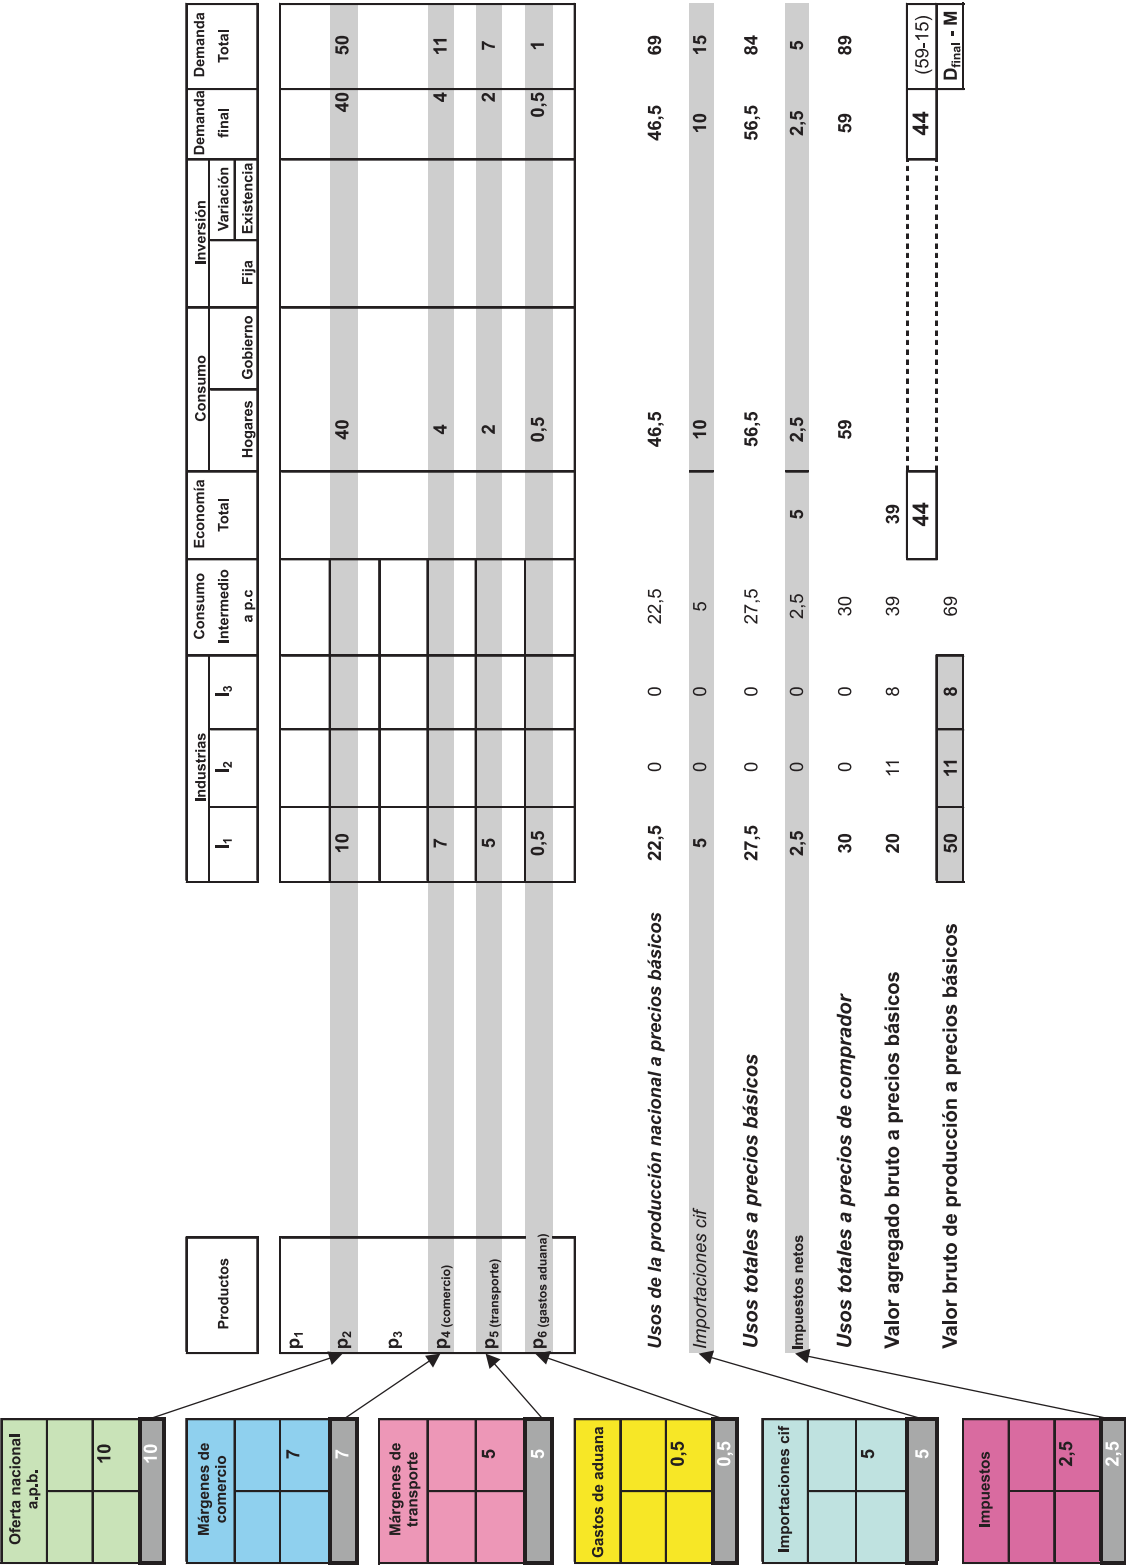 Oferta nacional
a.p.b.
10
10
Márgenes de
comercio
7
7
Márgenes de
transporte
5
5
Gastos de aduana
0,5
0,5
Importaciones cif
5
5
Impuestos
2,5
2,5
Productos
Industrias
I1 I2 I3
Consumo
Intermedio
a p.c
Economía
Total
Consumo
Hogares Gobierno
Inversión
Fija
Variación
Existencia
Demanda
final
Demanda
Total
p1
p2 10 40 40 50
p3
p4 (comercio) 7 4 4 11
p5 (transporte) 5 2 2 7
p6 (gastos aduana) 0,5 0,5 0,5 1
Usos de la producción nacional a precios básicos 22,5 0 0 22,5 46,5 46,5 69
Importaciones cif 5 0 0 5 10 10 15
Usos totales a precios básicos 27,5 0 0 27,5 56,5 56,5 84
Impuestos netos 2,5 0 0 2,5 5 2,5 2,5 5
Usos totales a precios de comprador 30 0 0 30 59 59 89
Valor agregado bruto a precios básicos 20 11 8 39 39
44 44 (59-15)
Valor bruto de producción a precios básicos 50 11 8 69 Dfinal - M